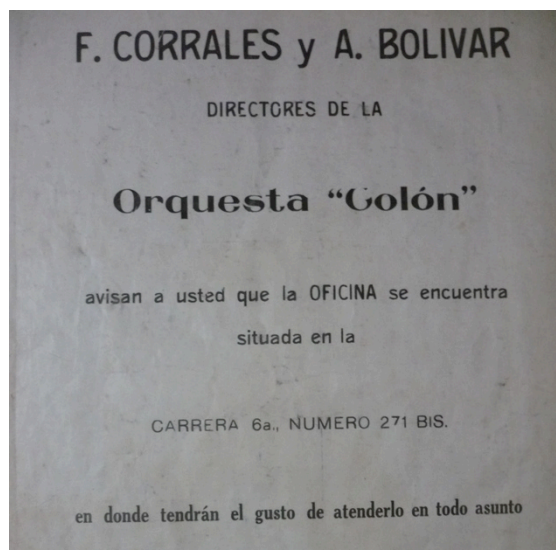 F. CORRALES y A. BOLIVAR
DIRECTORES DE LA
Orquesta “Colón”
avisan a usted que la OFICINA se encuentra
situada en la
CARRERA 6a., NUMERO 271 BIS.
en donde tendrán el gusto de atenderlo en todo asunto